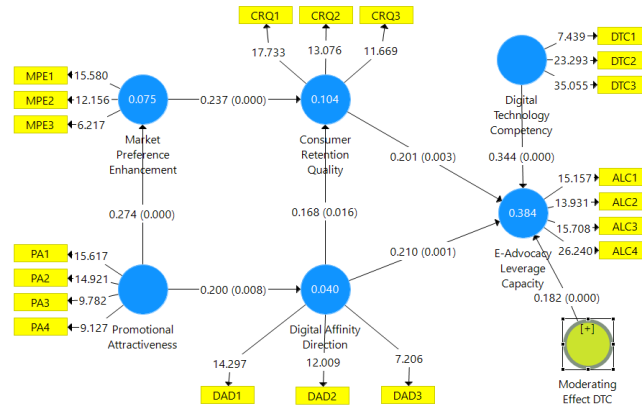 CRQ1
CRQ2
CRQ3
17.733
13.076
11.669
7.439
DTC1
23.293
DTC2
35.055
DTC3
Digital
Technology
Competency
MPE1
15.580
MPE2
12.156
MPE3
6.217
0.075
Market
Preference
Enhancement
0.237 (0.000)
0.104
Consumer
Retention
Quality
0.201 (0.003)
0.344 (0.000)
0.274 (0.000)
0.168 (0.016)
0.384
E-Advocacy
Leverage
Capacity
15.157
ALC1
13.931
ALC2
15.708
ALC3
26.240
ALC4
0.210 (0.001)
PA1
15.617
PA2
14.921
PA3
9.782
PA4
9.127
Promotional
Attractiveness
0.200 (0.008)
0.040
Digital Affinity
Direction
0.182 (0.000)
[+]
Moderating
Effect DTC
14.297
12.009
7.206
DAD1
DAD2
DAD3